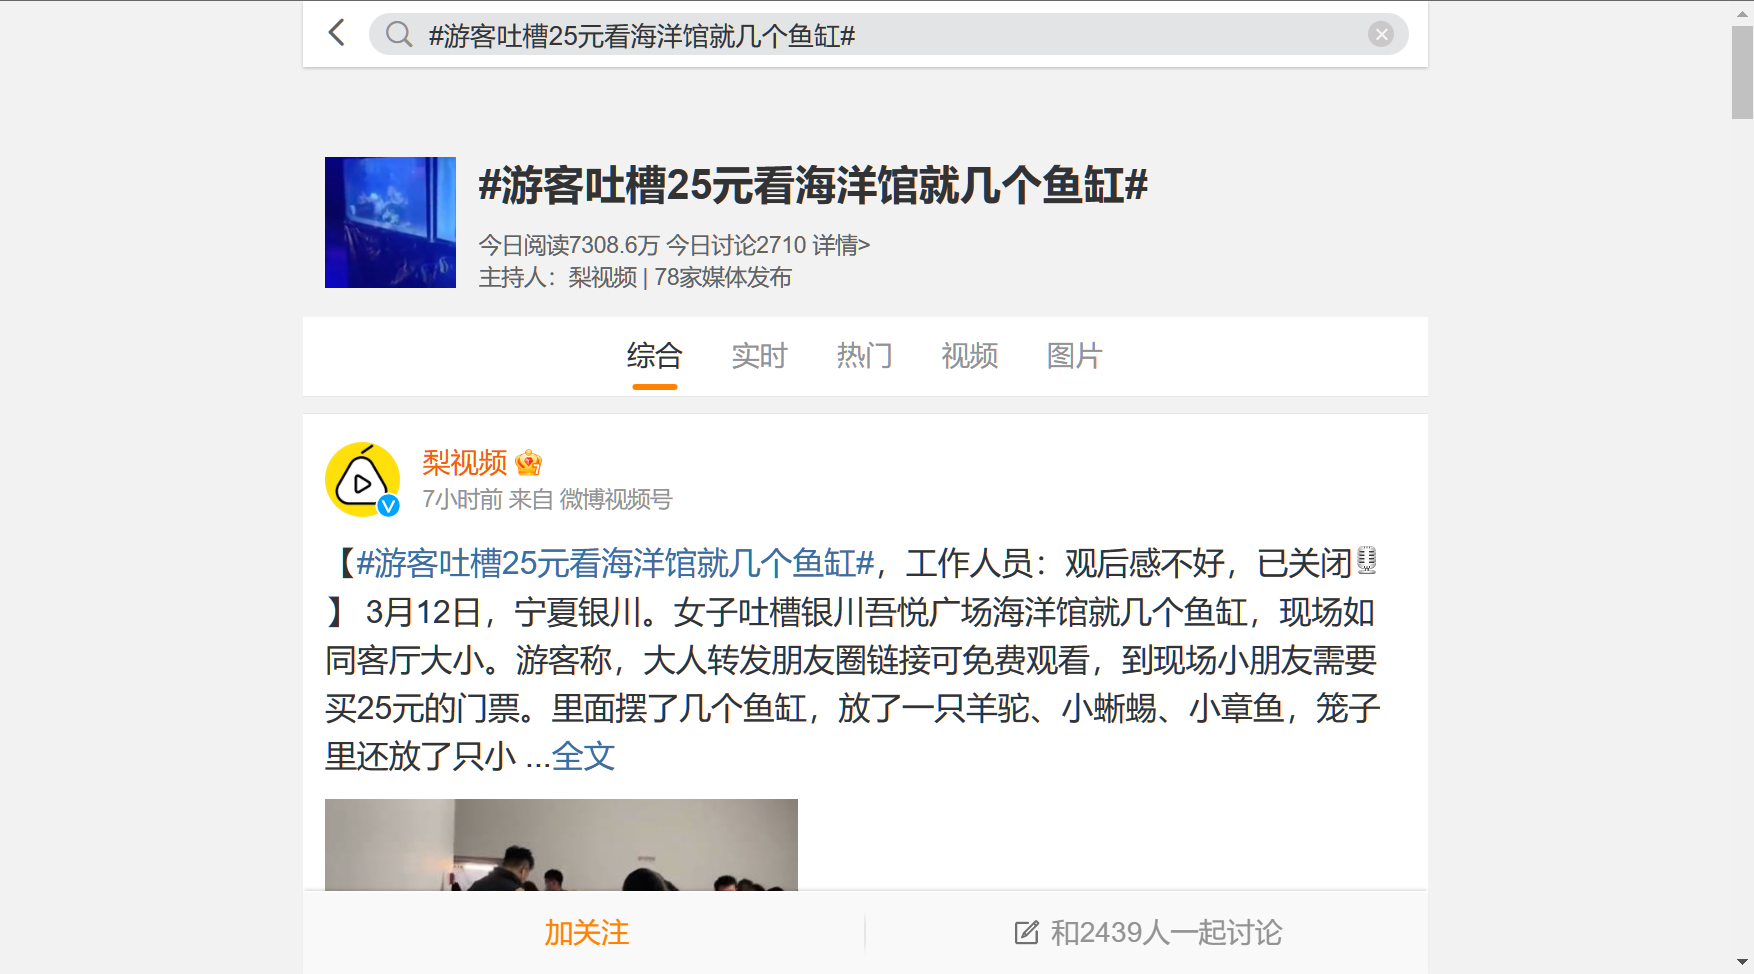 #游客吐槽25元看海洋馆就几个鱼缸#
#游客吐槽25元看海洋馆就几个鱼缸#
今日阅读7308.6万 今日讨论2710 详情>
主持人：梨视频 | 78家媒体发布
综合 实时 热门 视频 图片
梨视频
7小时前 来自 微博视频号
【#游客吐槽25元看海洋馆就几个鱼缸#，工作人员：观后感不好，已关闭
】 3月12日，宁夏银川。女子吐槽银川吾悦广场海洋馆就几个鱼缸，现场如
同客厅大小。游客称，大人转发朋友圈链接可免费观看，到现场小朋友需要
买25元的门票。里面摆了几个鱼缸，放了一只羊驼、小蜥蜴、小章鱼，笼子
里还放了只小 ...全文
加关注
和2439人一起讨论